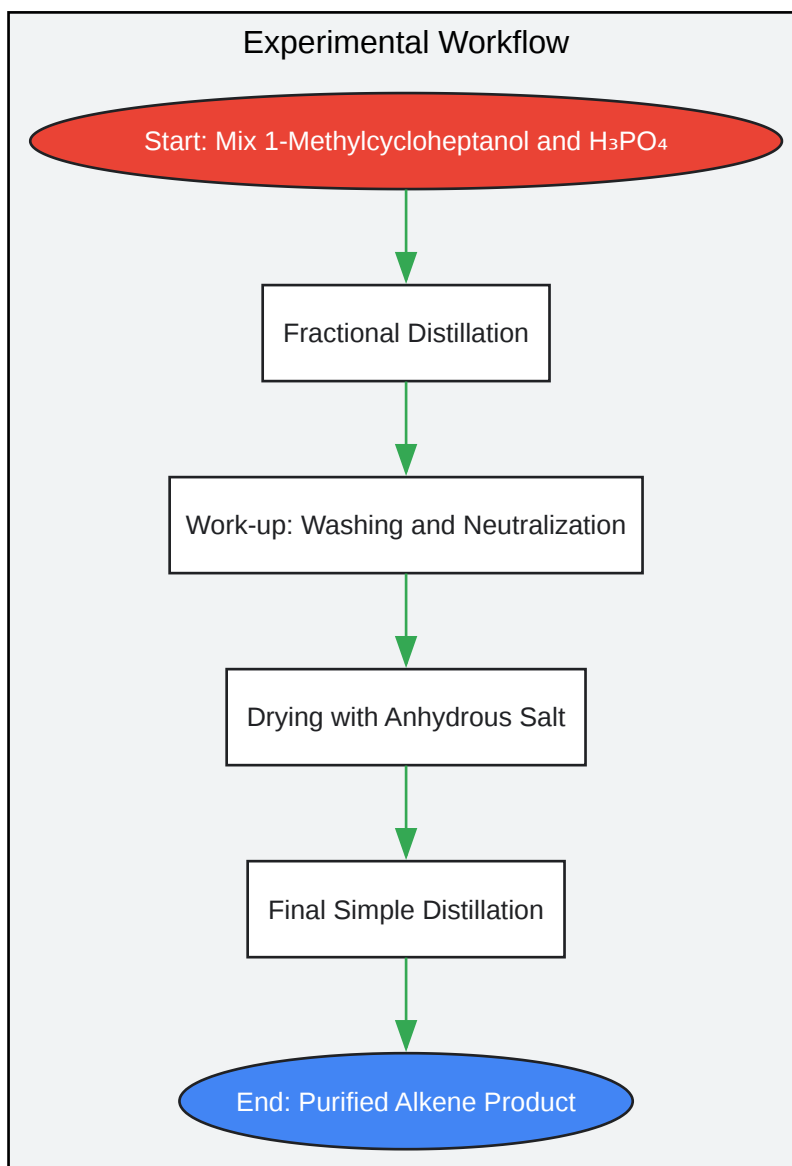 Experimental Workflow
Start: Mix 1-Methylcycloheptanol and H₃PO₄
Fractional Distillation
Work-up: Washing and Neutralization
Drying with Anhydrous Salt
Final Simple Distillation
End: Purified Alkene Product